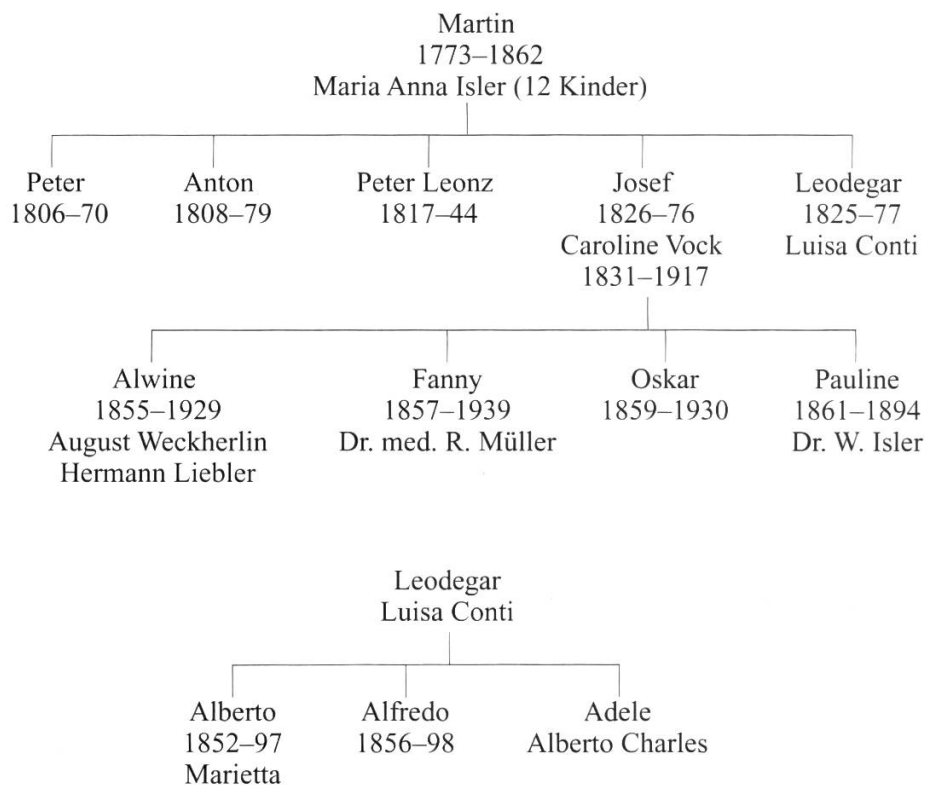 Martin
1773–1862
Maria Anna Isler (12 Kinder)
Peter Anton Peter Leonz Josef Leodegar
1806–70 1808–79 1817–44 1826–76 1825–77
Caroline Vock Luisa Conti
1831–1917
Alwine Fanny Oskar Pauline
1855–1929 1857–1939 1859–1930 1861–1894
August Weckherlin Dr. med. R. Müller Dr. W. Isler
Hermann Liebler
Leodegar
Luisa Conti
Alberto Alfredo Adele
1852–97 1856–98 Alberto Charles
Marietta